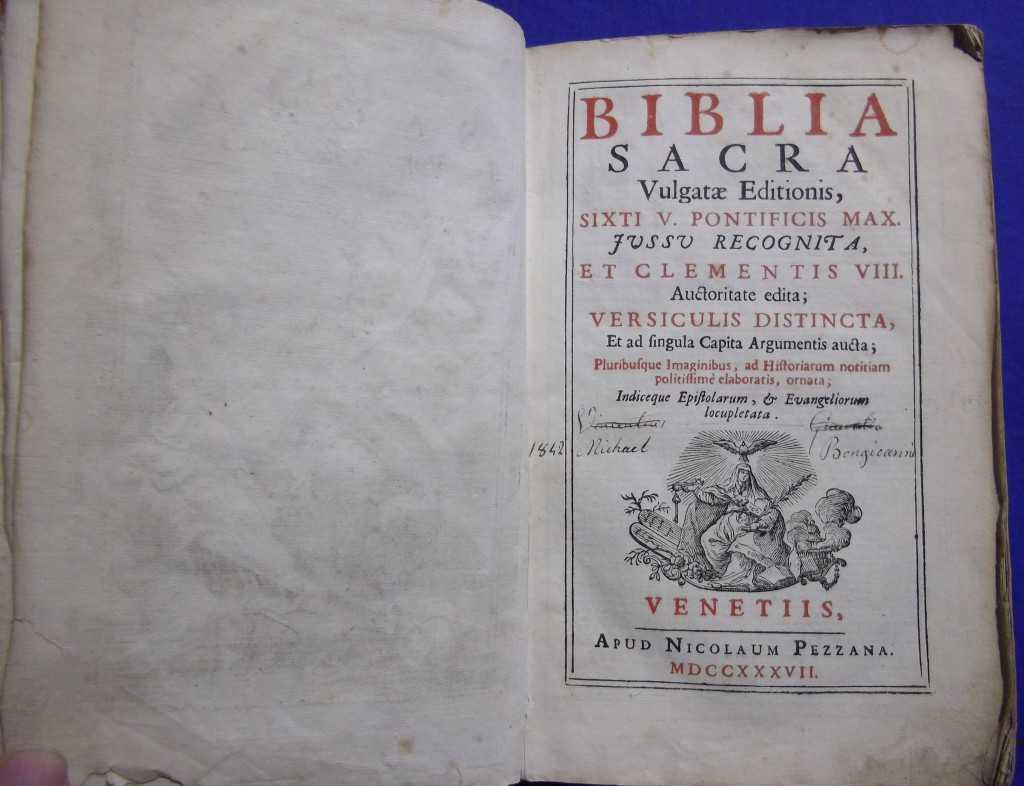 BIBLIA
SACRA
Vulgatæ Editionis,
SIXTI V. PONTIFICIS MAX.
JVSSV RECOGNITA,
ET CLEMENTIS VIII.
Auctoritate edita;
VERSICULIS DISTINCTA,
Et ad ſingula Capita Argumentis aucta;
Pluribuſque Imaginibus, ad Hiſtoriarum notitiam
politiſſimè elaboratis, ornata;
Indiceque Epiſtolarum, & Evangeliorum
locupletata.
1842 Michael Bongioanni
VENETIIS,
APUD NICOLAUM PEZZANA.
MDCCXXXVII.